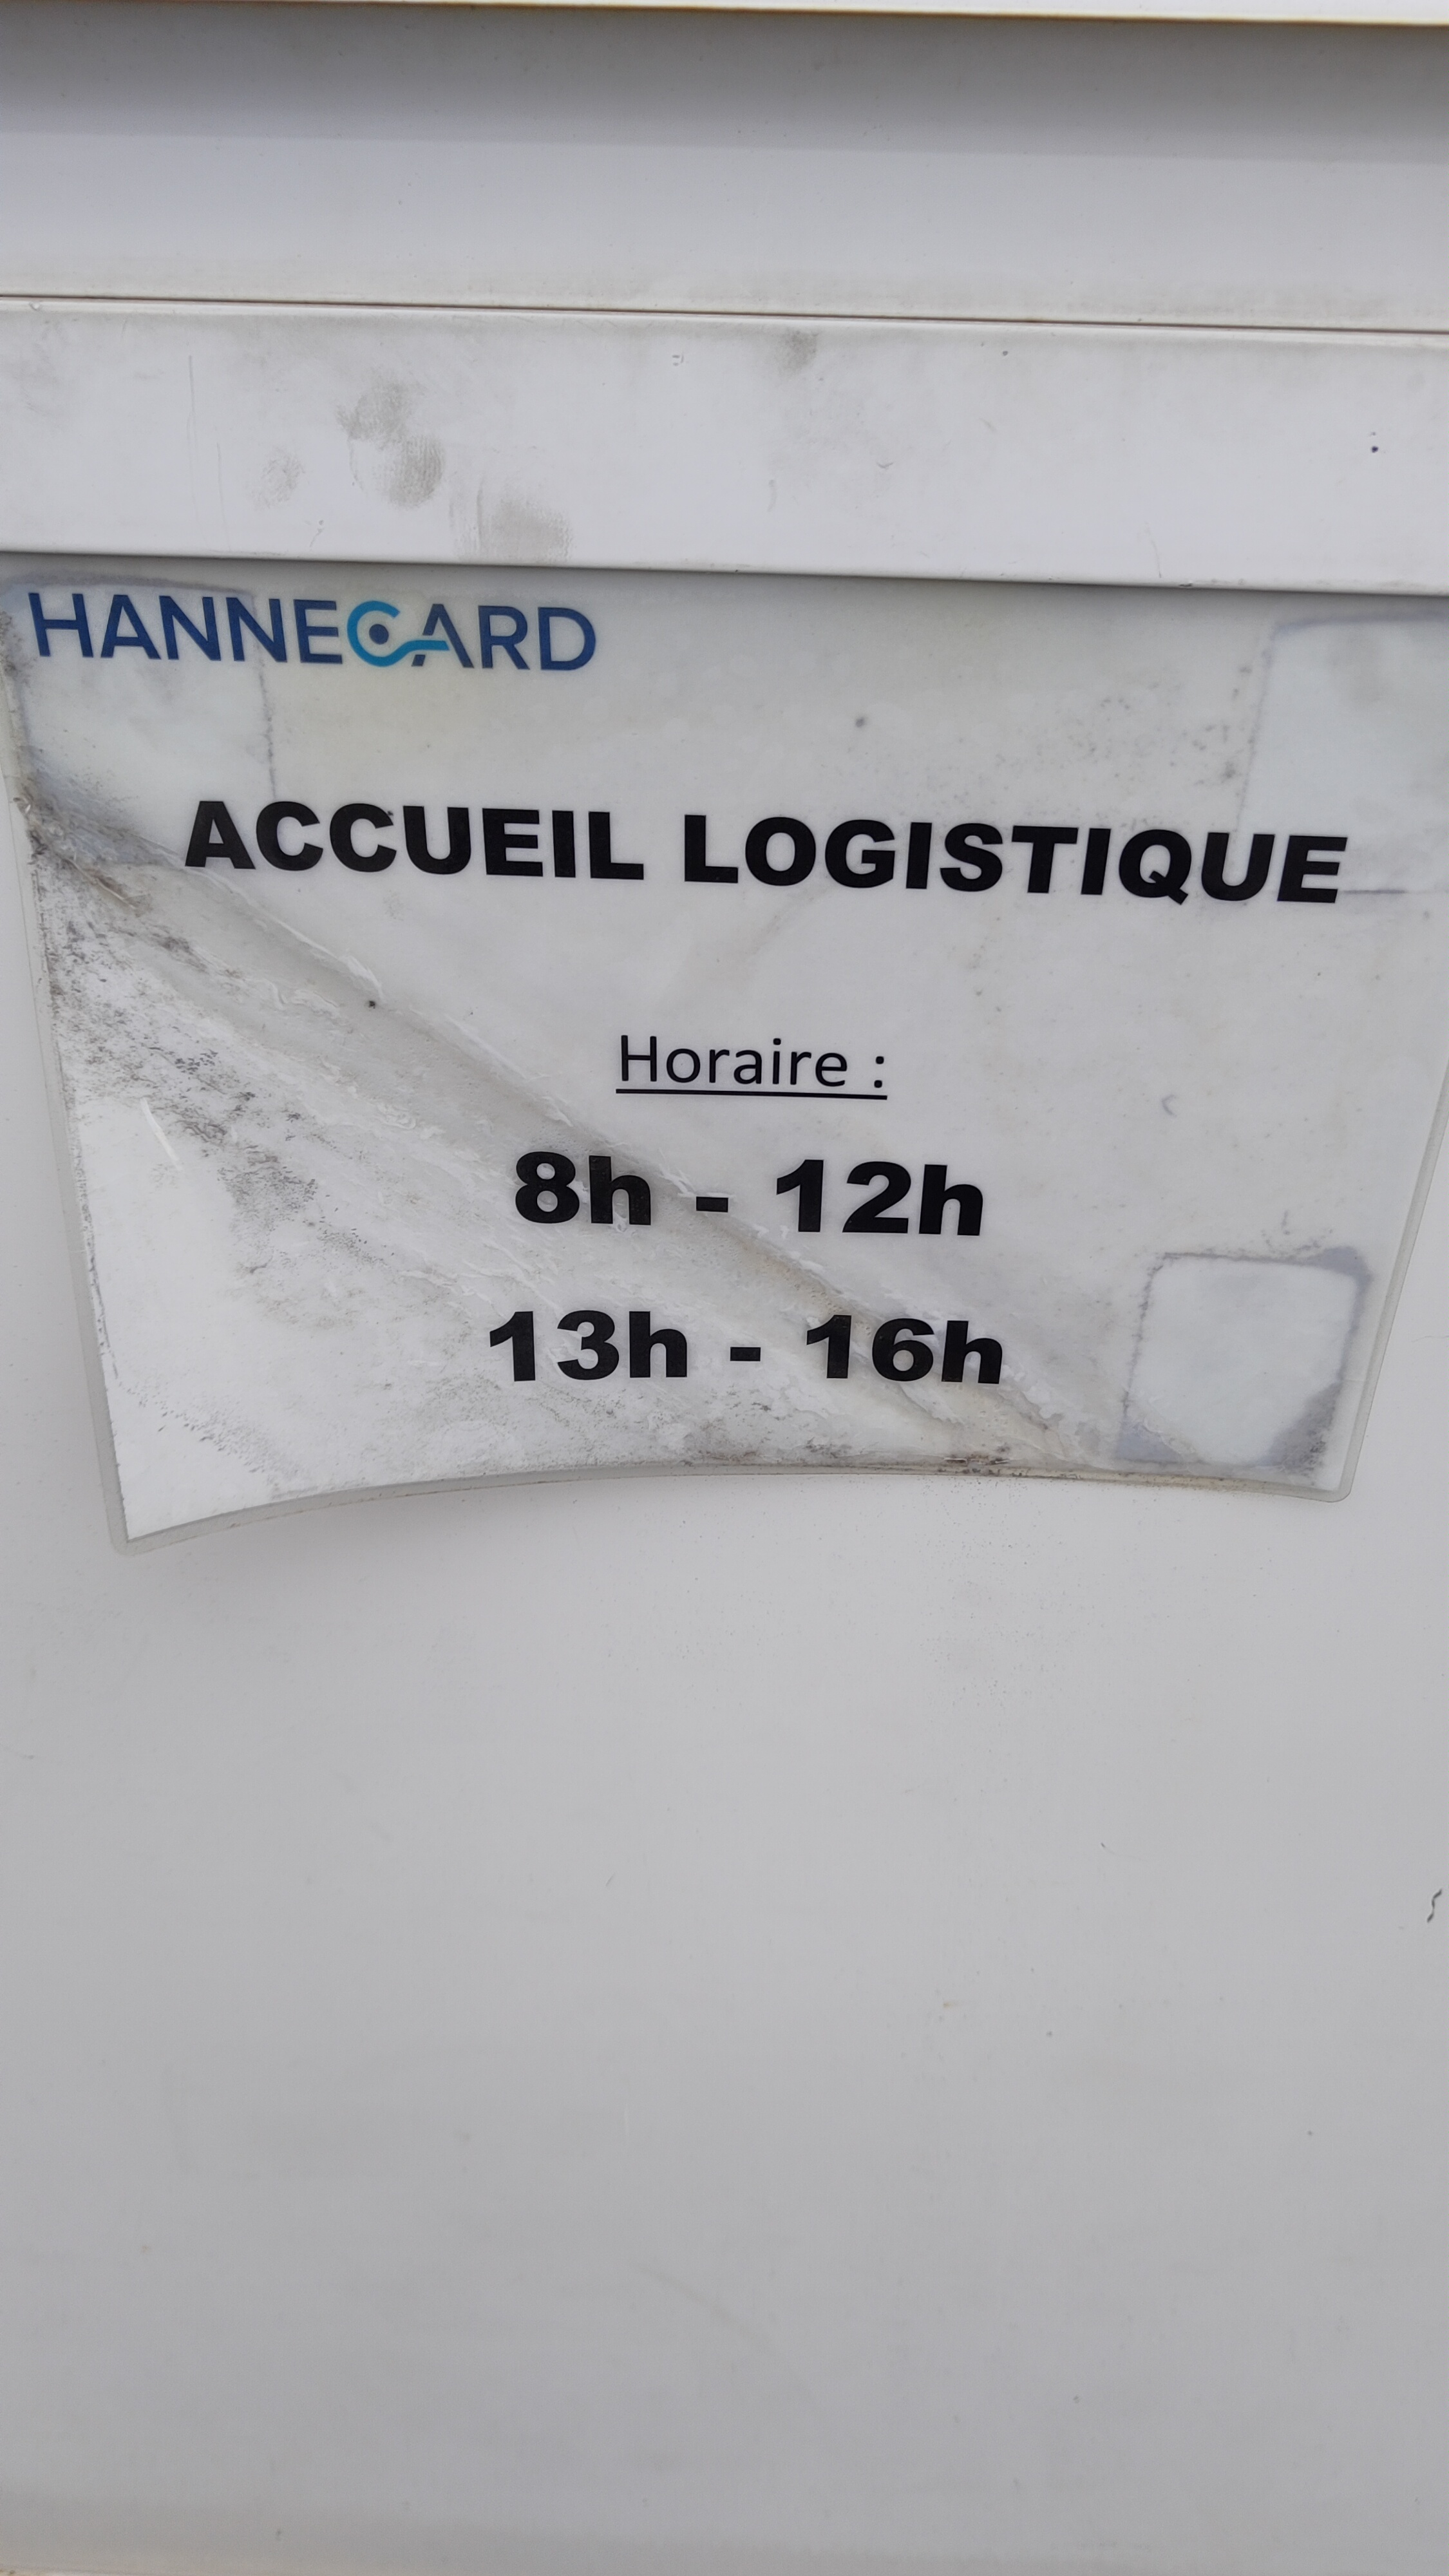 HANNECARD
ACCUEIL LOGISTIQUE
Horaire :
8h - 12h
13h - 16h